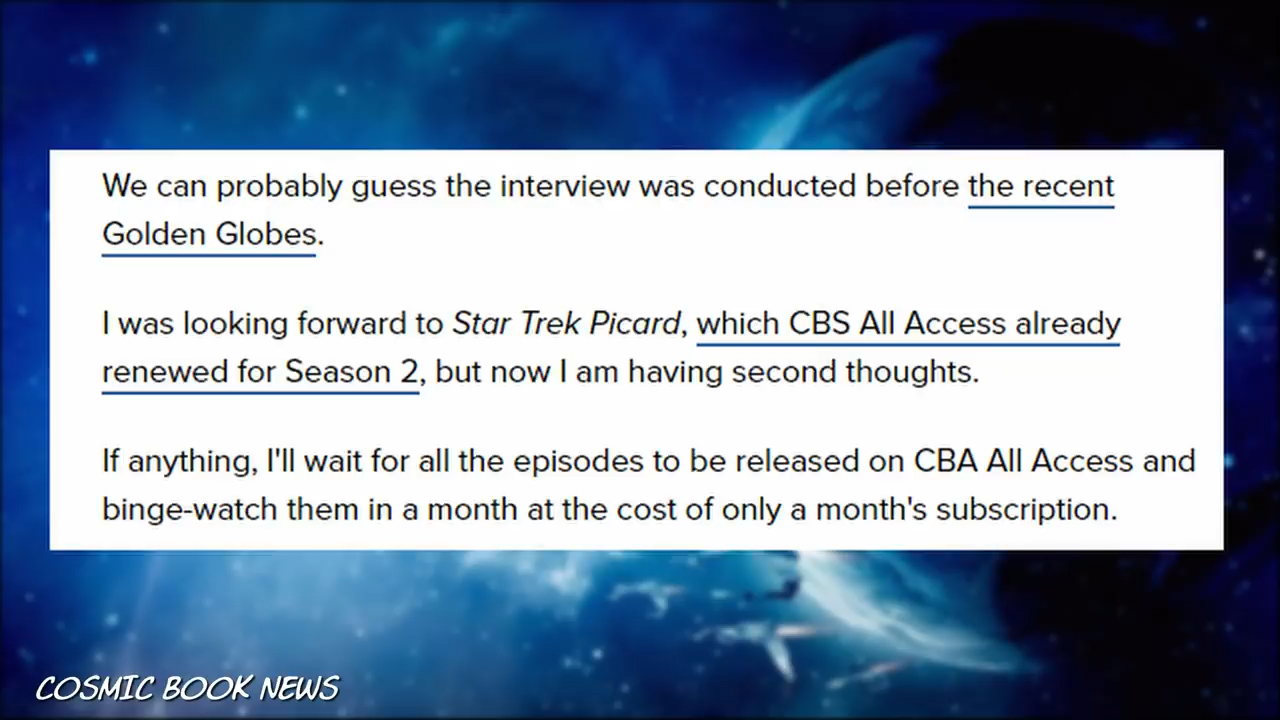 We can probably guess the interview was conducted before the recent
Golden Globes.
I was looking forward to Star Trek Picard, which CBS All Access already
renewed for Season 2, but now I am having second thoughts.
If anything, I'll wait for all the episodes to be released on CBA All Access and
binge-watch them in a month at the cost of only a month's subscription.
COSMIC BOOK NEWS